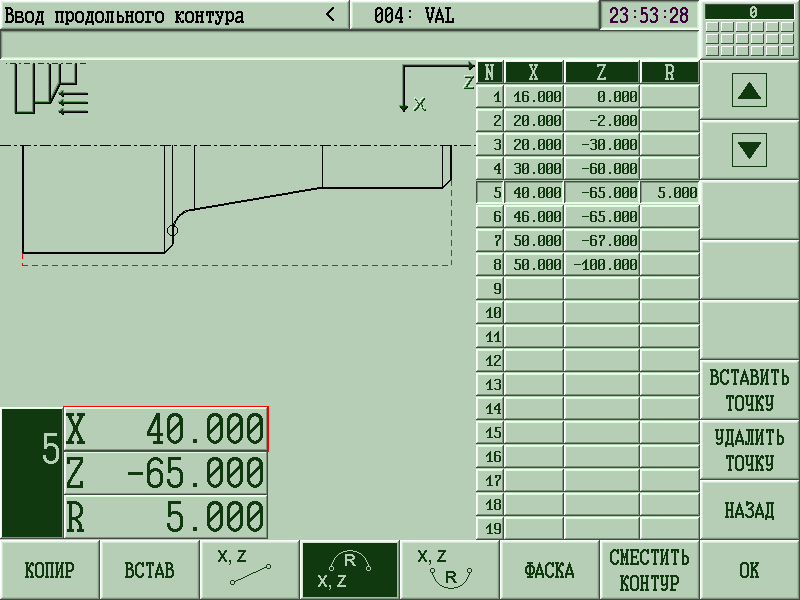 Ввод продольного контура <
004: VAL
23:53:28
0
Z
X
N X Z R
1 16.000 0.000
2 20.000 -2.000
3 20.000 -30.000
4 30.000 -60.000
5 40.000 -65.000 5.000
6 46.000 -65.000
7 50.000 -67.000
8 50.000 -100.000
9
10
11
12
13
14
15
16
17
18
19
5
X 40.000
Z -65.000
R 5.000
ВСТАВИТЬ
ТОЧКУ
УДАЛИТЬ
ТОЧКУ
НАЗАД
КОПИР
ВСТАВ
X, Z
R
X, Z
X, Z
R
ФАСКА
СМЕСТИТЬ
КОНТУР
ОК